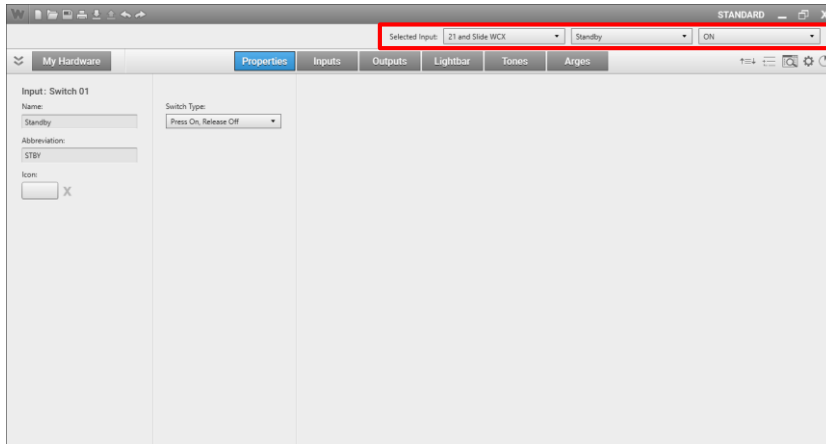 W STANDARD
Selected Input: 21 and Slide WCX Standby ON
My Hardware Properties Inputs Outputs Lightbar Tones Arges
Input: Switch 01
Name: Switch Type:
Standby Press On, Release Off
Abbreviation:
STBY
Icon:
X